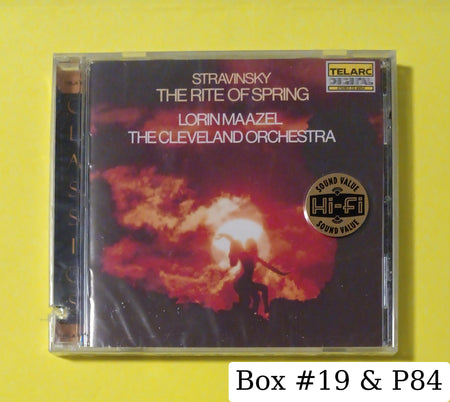 STRAVINSKY
THE RITE OF SPRING
LORIN MAAZEL
THE CLEVELAND ORCHESTRA
TELARC
DIGITAL
SOUND VALUE
Hi-Fi
SOUND VALUE
CLASSICS
Box #19 & P84